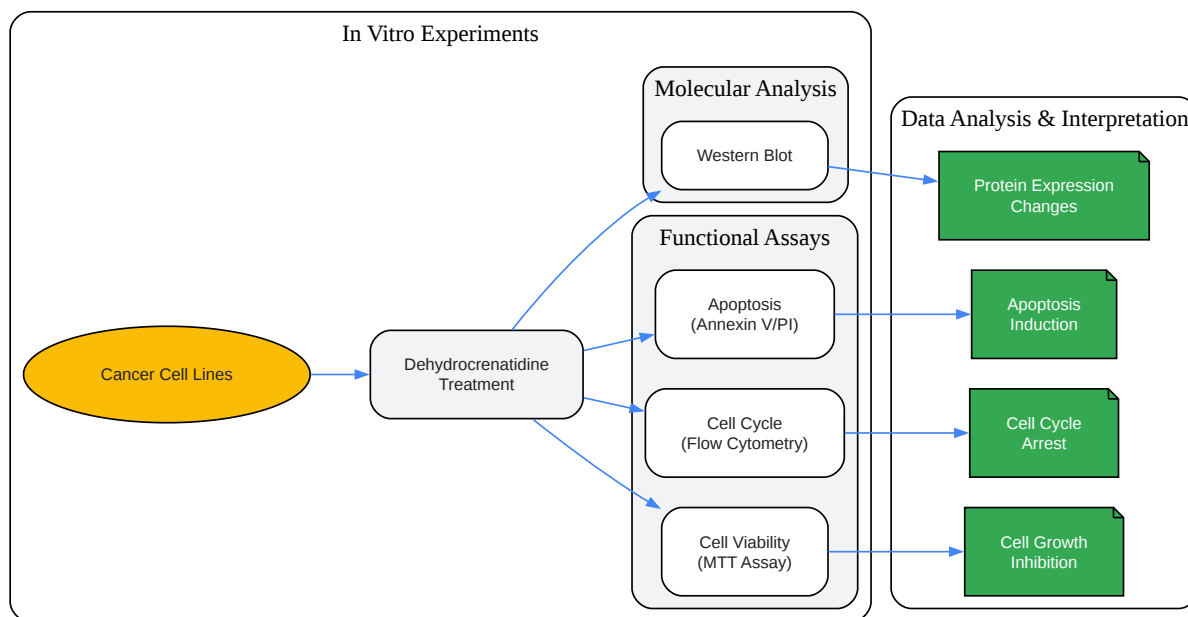 In Vitro Experiments
Cancer Cell Lines
Dehydrocrenatidine
Treatment
Molecular Analysis
Western Blot
Functional Assays
Apoptosis
(Annexin V/PI)
Cell Cycle
(Flow Cytometry)
Cell Viability
(MTT Assay)
Data Analysis & Interpretation
Protein Expression
Changes
Apoptosis
Induction
Cell Cycle
Arrest
Cell Growth
Inhibition